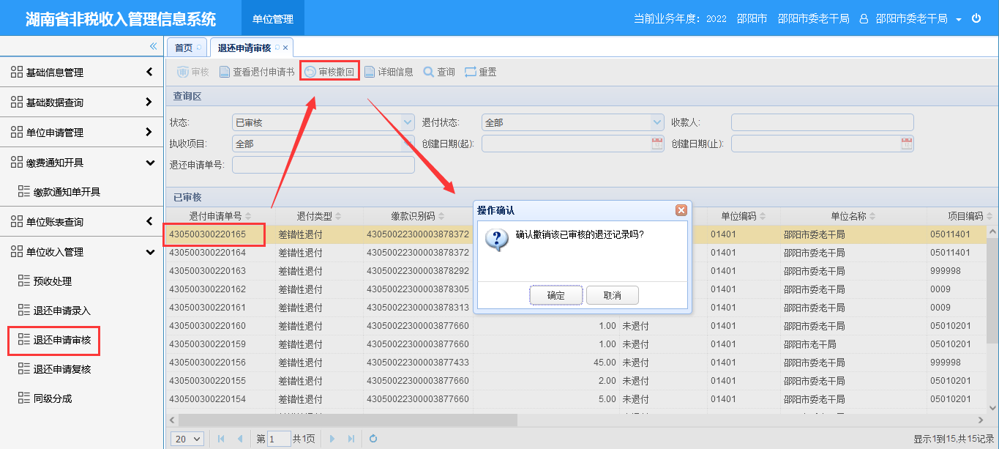 湖南省非税收入管理信息系统
单位管理
当前业务年度：2022 邵阳市 邵阳市委老干局 邵阳市委老干局
基础信息管理
基础数据查询
单位申请管理
缴费通知开具
缴款通知单开具
单位账表查询
单位收入管理
预收处理
退还申请录入
退还申请审核
退还申请复核
同级分成
首页 退还申请审核
审核 查看退付申请书 审核撤回 详细信息 查询 重置
查询区
状态: 已审核 退付状态: 全部 收款人:
执收项目: 全部 创建日期(起): 创建日期(止):
退还申请单号:
已审核
退付申请单号 退付类型 缴款识别码 单位编码 单位名称 项目编码
430500300220165 差错性退付 43050022300003878372 01401 邵阳市委老干局 05011401
430500300220164 差错性退付 43050022300003878372 01401 邵阳市委老干局 05011401
430500300220163 差错性退付 43050022300003878292 01401 邵阳市委老干局 999998
430500300220162 差错性退付 43050022300003878305 01401 邵阳市委老干局 0009
430500300220161 差错性退付 43050022300003878313 01401 邵阳市委老干局 0009
430500300220160 差错性退付 43050022300003877660 1.00 未退付 01401 邵阳市委老干局 05010201
430500300220159 差错性退付 43050022300003877660 1.00 未退付 01401 邵阳市老干局 05010201
430500300220156 差错性退付 43050022300003877433 45.00 未退付 01401 邵阳市委老干局 999998
430500300220155 差错性退付 43050022300003877660 2.00 未退付 01401 邵阳市委老干局 05010201
430500300220154 差错性退付 43050022300003877660 5.00 未退付 01401 邵阳市委老干局 05010201
操作确认
确认撤销该已审核的退还记录吗?
确定 取消
20 第 1 共1页
显示1到15,共15记录